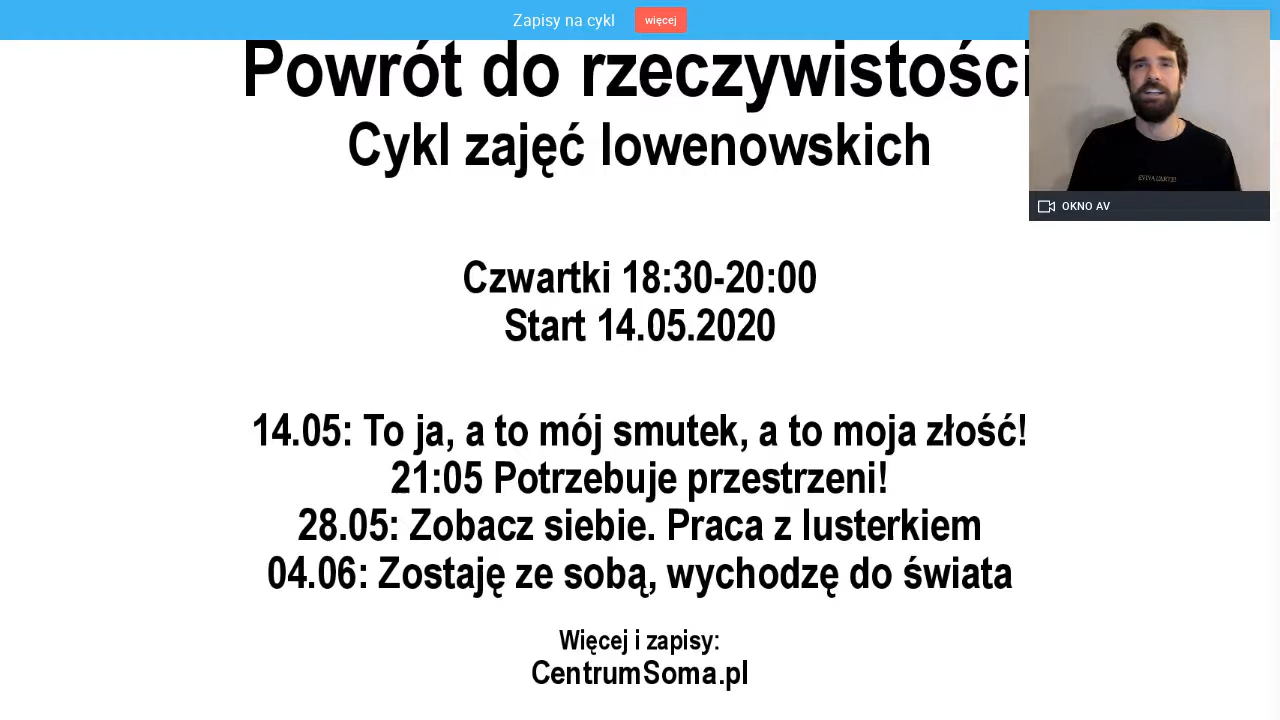 Zapisy na cykl więcej
Powrót do rzeczywistości
Cykl zajęć lowenowskich
OKNO AV
Czwartki 18:30-20:00
Start 14.05.2020
14.05: To ja, a to mój smutek, a to moja złość!
21:05 Potrzebuje przestrzeni!
28.05: Zobacz siebie. Praca z lusterkiem
04.06: Zostaję ze sobą, wychodzę do świata
Więcej i zapisy:
CentrumSoma.pl